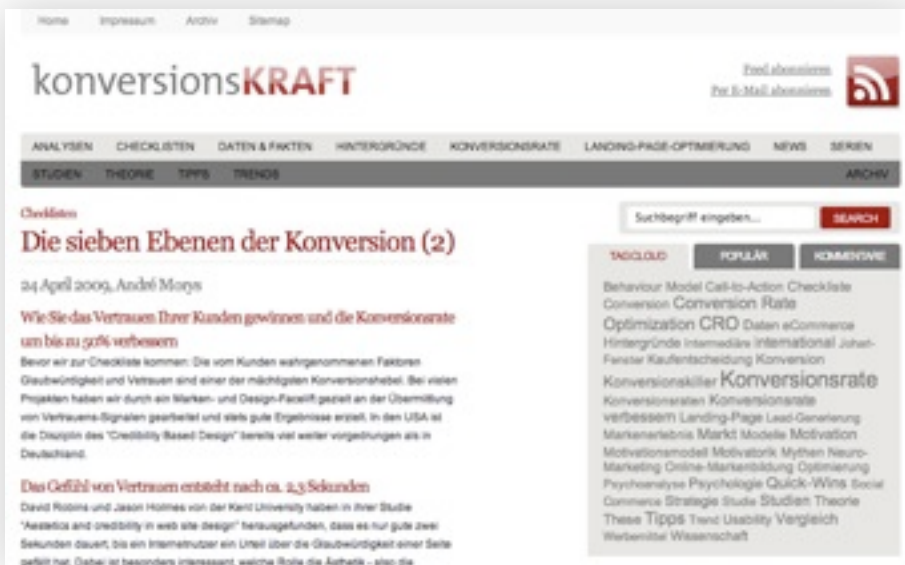 Home Impressum Archiv Sitemap
konversionsKRAFT
Feed abonnieren
Per E-Mail abonnieren
ANALYSEN CHECKLISTEN DATEN & FAKTEN HINTERGRÜNDE KONVERSIONSRATE LANDING-PAGE-OPTIMIERUNG NEWS SERIEN
STUDIEN THEORIE TIPPS TRENDS ARCHIV
Checklisten
Die sieben Ebenen der Konversion (2)
24 April 2009, André Morys
Wie Sie das Vertrauen Ihrer Kunden gewinnen und die Konversionsrate
um bis zu 50% verbessern
Bevor wir zur Checkliste kommen: Die vom Kunden wahrgenommenen Faktoren
Glaubwürdigkeit und Vetrauen sind einer der mächtigsten Konversionshebel. Bei vielen
Projekten haben wir durch ein Marken- und Design-Facelift gezielt an der Übermittlung
von Vertrauens-Signalen gearbeitet und stets gute Ergebnisse erzielt. In den USA ist
die Disziplin des "Credibility Based Design" bereits viel weiter vorgedrungen als in
Deutschland.
Das Gefühl von Vertrauen entsteht nach ca. 2,3 Sekunden
David Robins und Jason Holmes von der Kent University haben in ihrer Studie
"Aestetics and credibility in web site design" herausgefunden, dass es nur gute zwei
Sekunden dauert, bis ein Internetnutzer ein Urteil über die Glaubwürdigkeit einer Seite
gefällt hat. Dabei ist besonders interessant, welche Rolle die Ästhetik - also die
Suchbegriff eingeben... SEARCH
TAGCLOUD POPULÄR KOMMENTARE
Behaviour Model Call-to-Action Checkliste
Conversion Conversion Rate
Optimization CRO Daten eCommerce
Hintergründe intermediäre international Johari-
Fenster Kaufentscheidung Konversion
Konversionskiller Konversionsrate
Konversionsraten Konversionsrate
verbessern Landing-Page Lead-Generierung
Markenerlebnis Markt Modelle Motivation
Motivationsmodell Motivatorik Mythen Neuro-
Marketing Online-Markenbildung Optimierung
Psychoanalyse Psychologie Quick-Wins Social
Commerce Strategie Studie Studien Theorie
These Tipps Trend Usability Vergleich
Werbemittel Wissenschaft